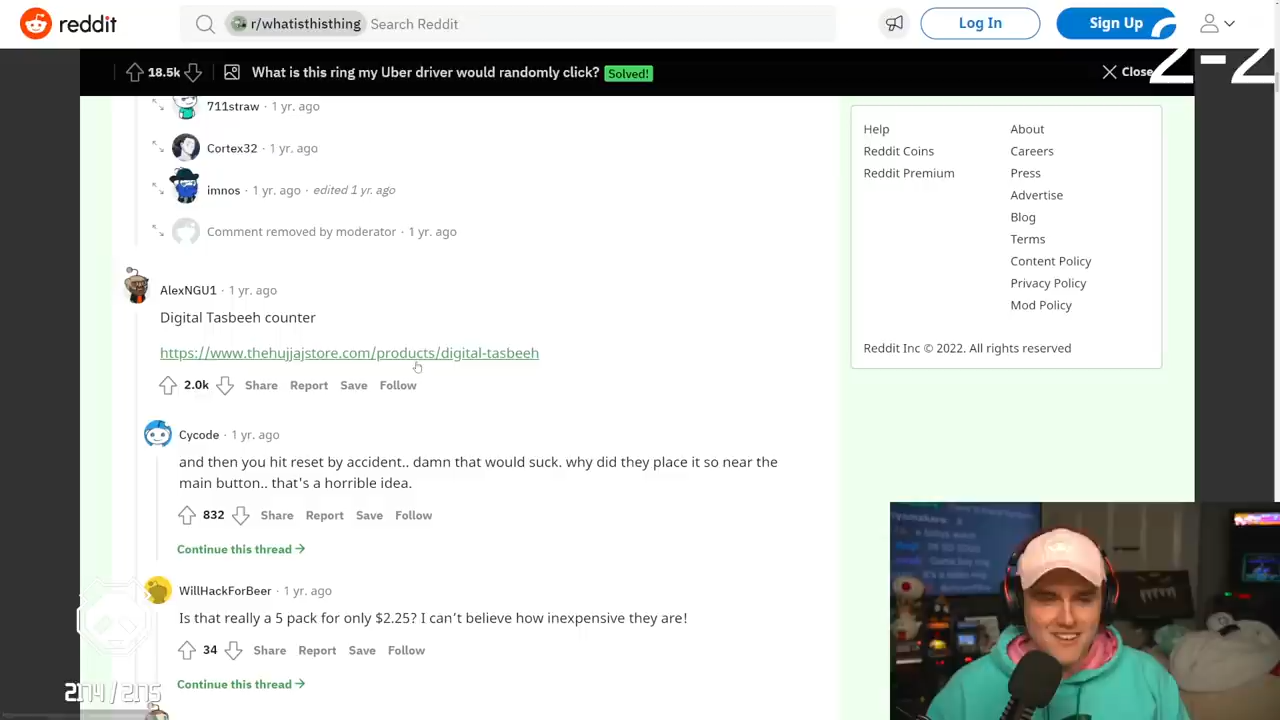 reddit
r/whatisthisthing Search Reddit
Log In
Sign Up
18.5k
What is this ring my Uber driver would randomly click? Solved!
Close
2-2
711straw · 1 yr. ago
Cortex32 · 1 yr. ago
imnos · 1 yr. ago · edited 1 yr. ago
Comment removed by moderator · 1 yr. ago
AlexNGU1 · 1 yr. ago
Digital Tasbeeh counter
https://www.thehujjajstore.com/products/digital-tasbeeh
2.0k Share Report Save Follow
Cycode · 1 yr. ago
and then you hit reset by accident.. damn that would suck. why did they place it so near the
main button.. that's a horrible idea.
832 Share Report Save Follow
Continue this thread
WillHackForBeer · 1 yr. ago
Is that really a 5 pack for only $2.25? I can’t believe how inexpensive they are!
34 Share Report Save Follow
Continue this thread
Help
About
Reddit Coins
Careers
Reddit Premium
Press
Advertise
Blog
Terms
Content Policy
Privacy Policy
Mod Policy
Reddit Inc © 2022. All rights reserved